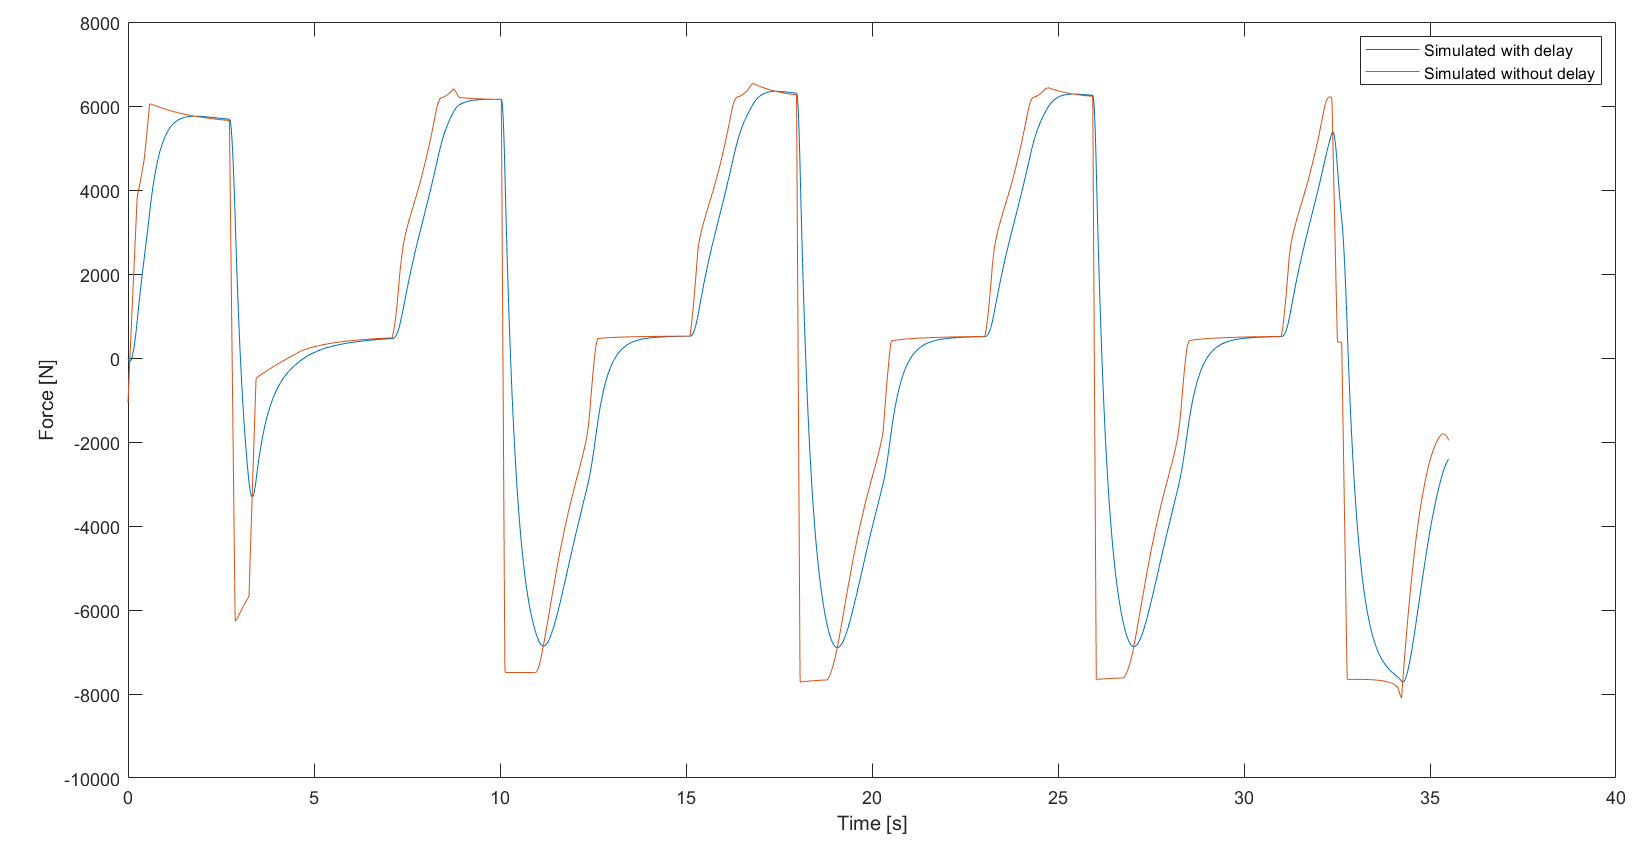 8000
6000
4000
2000
0
-2000
-4000
-6000
-8000
-10000
Force [N]
Simulated with delay
Simulated without delay
0 5 10 15 20 25 30 35 40
Time [s]